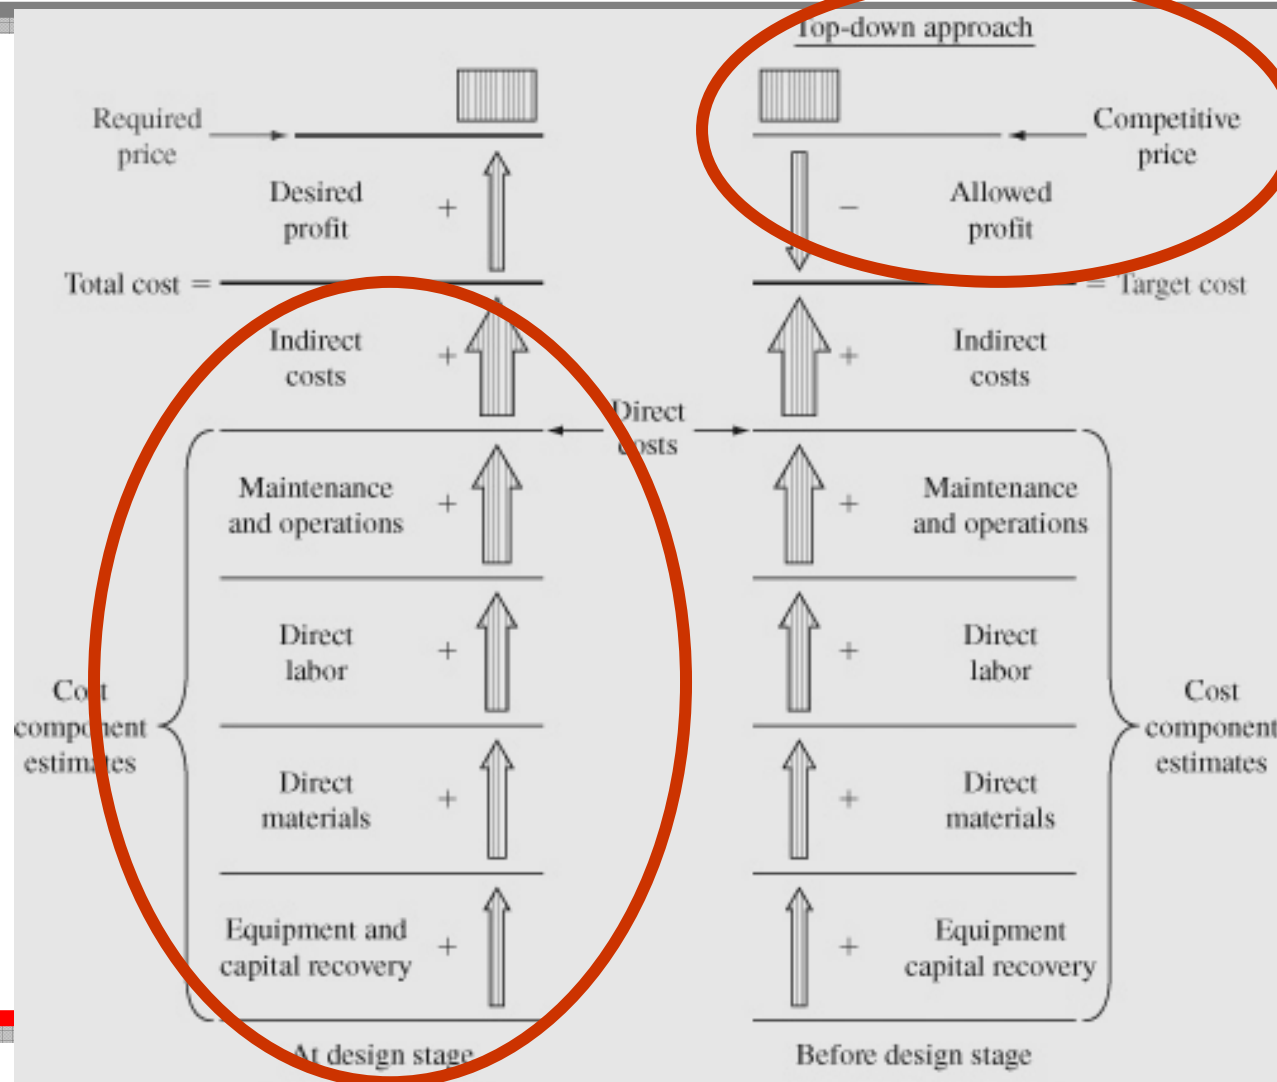 Top-down approach
Required
price
Desired
profit
+
Total cost =
Indirect
costs
+
Maintenance
and operations
+
Direct
labor
+
Direct
materials
+
Equipment and
capital recovery
+
Cost
component
estimates
At design stage
Direct
costs
Competitive
price
−
Allowed
profit
= Target cost
+
Indirect
costs
+
Maintenance
and operations
+
Direct
labor
+
Direct
materials
+
Equipment
capital recovery
Cost
component
estimates
Before design stage